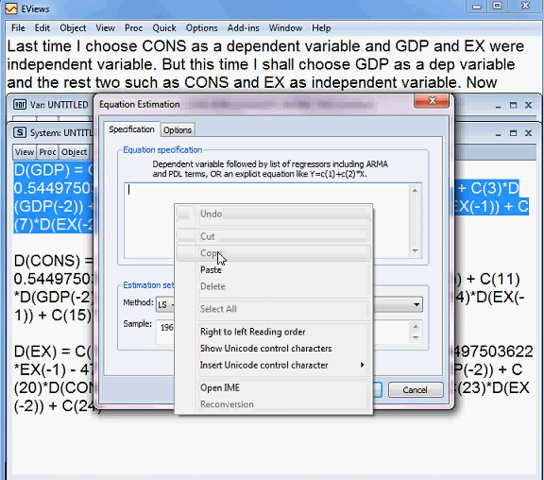 EViews
File Edit Object View Proc Quick Options Add-ins Window Help
Last time I choose CONS as a dependent variable and GDP and EX were
independent variable. But this time I shall choose GDP as a dep variable
and the rest two such as CONS and EX as independent variable. Now
Var: UNTITLED
Equation Estimation
System: UNTITL
Specification Options
View Proc Object
Equation specification
Dependent variable followed by list of regressors including ARMA
and PDL terms, OR an explicit equation like Y=c(1)+c(2)*X.
D(GDP) = C
0.5449750 + C(3)*D
(GDP(-2)) + EX(-1)) + C
(7)*D(EX-2
Undo
Cut
Copy
Paste
Delete
Select All
Right to left Reading order
Show Unicode control characters
Insert Unicode control character
Open IME
Reconversion
D(CONS) =
0.5449750 + C(11)
*D(GDP(-2) 4)*D(EX(-
1)) + C(15)
Estimation set
Method: LS -
Sample: 196
Cancel
D(EX) = C( 497503622
*EX(-1) - 47 P(-2)) + C
(20)*D(CON (23)*D(EX
(-2)) + C(24)